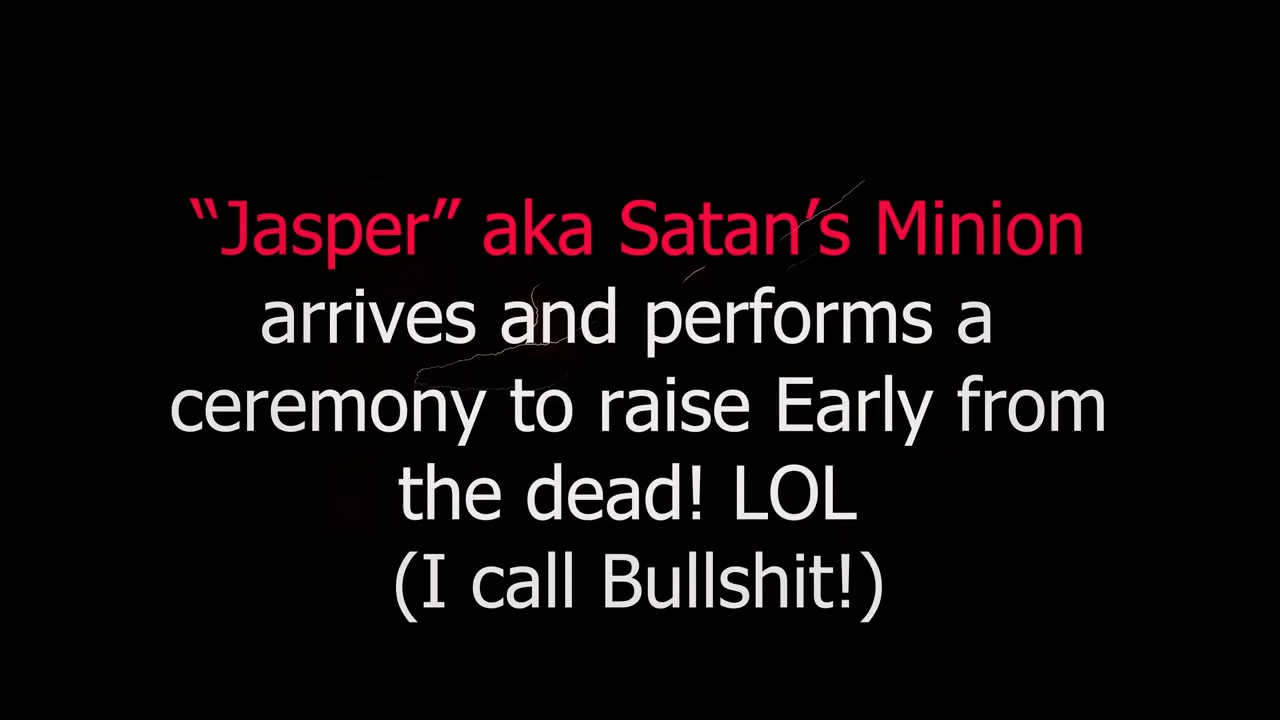 “Jasper” aka Satan’s Minion
arrives and performs a
ceremony to raise Early from
the dead! LOL
(I call Bullshit!)